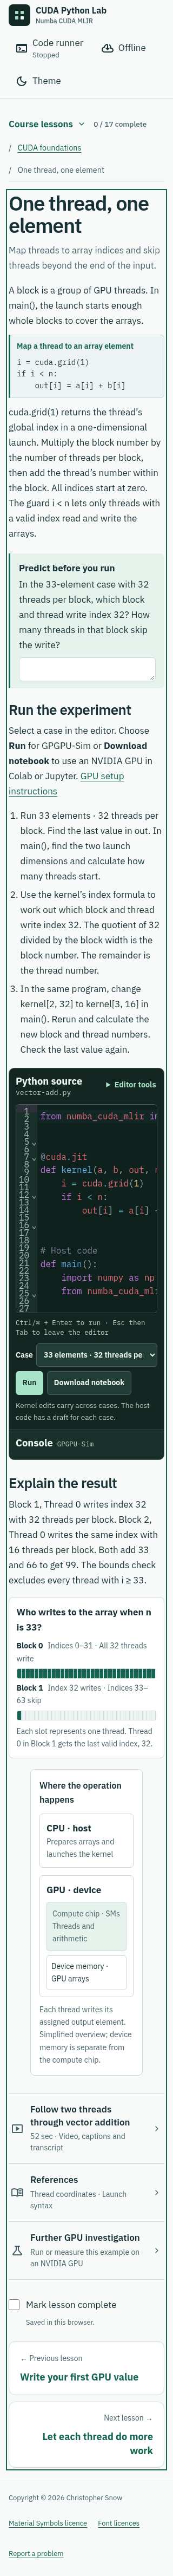 CUDA Python Lab
Numba CUDA MLIR
Code runner
Stopped
Offline
Theme
Course lessons
0 / 17 complete
/ CUDA foundations
/ One thread, one element
One thread, one
element
Map threads to array indices and skip
threads beyond the end of the input.
A block is a group of GPU threads. In
main(), the launch starts enough
whole blocks to cover the arrays.
Map a thread to an array element
i = cuda.grid(1)
if i < n:
out[i] = a[i] + b[i]
cuda.grid(1) returns the thread's
global index in a one-dimensional
launch. Multiply the block number by
the number of threads per block,
then add the thread's number within
the block. All indices start at zero.
The guard i < n lets only threads with
a valid index read and write the
arrays.
Predict before you run
In the 33-element case with 32
threads per block, which block
and thread write index 32? How
many threads in that block skip
the write?
Run the experiment
Select a case in the editor. Choose
Run for GPGPU-Sim or Download
notebook to use an NVIDIA GPU in
Colab or Jupyter. GPU setup
instructions
1. Run 33 elements · 32 threads per
block. Find the last value in out. In
main(), find the two launch
dimensions and calculate how
many threads start.
2. Use the kernel's index formula to
work out which block and thread
write index 32. The quotient of 32
divided by the block width is the
block number. The remainder is
the thread number.
3. In the same program, change
kernel[2, 32] to kernel[3, 16] in
main(). Rerun and calculate the
new block and thread numbers.
Check the last value again.
Python source
vector-add.py
Editor tools
1
2
3
4
5
6
7
8
9
10
11
12
13
14
15
16
17
18
19
20
21
22
23
24
25
26
27
from numba_cuda_mlir
@cuda.jit
def kernel(a, b, out,
i = cuda.grid(1)
if i < n:
out[i] = a[i]
# Host code
def main():
import numpy as np
from numba_cuda_mli
Ctrl/⌘ + Enter to run · Esc then
Tab to leave the editor
Case 33 elements · 32 threads per
Run
Download notebook
Kernel edits carry across cases. The host
code has a draft for each case.
Console GPGPU-Sim
Explain the result
Block 1, Thread 0 writes index 32
with 32 threads per block. Block 2,
Thread 0 writes the same index with
16 threads per block. Both add 33
and 66 to get 99. The bounds check
excludes every thread with i ≥ 33.
Who writes to the array when n
is 33?
Block 0 Indices 0–31 · All 32 threads
write
Block 1 Index 32 writes · Indices 33–
63 skip
Each slot represents one thread. Thread
0 in Block 1 gets the last valid index, 32.
Where the operation
happens
CPU · host
Prepares arrays and
launches the kernel
GPU · device
Compute chip · SMs
Threads and
arithmetic
Device memory ·
GPU arrays
Each thread writes its
assigned output element.
Simplified overview; device
memory is separate from
the compute chip.
Follow two threads
through vector addition
52 sec · Video, captions and
transcript
References
Thread coordinates · Launch
syntax
Further GPU investigation
Run or measure this example on
an NVIDIA GPU
Mark lesson complete
Saved in this browser.
← Previous lesson
Write your first GPU value
Next lesson →
Let each thread do more
work
Copyright © 2026 Christopher Snow
Material Symbols licence
Font licences
Report a problem